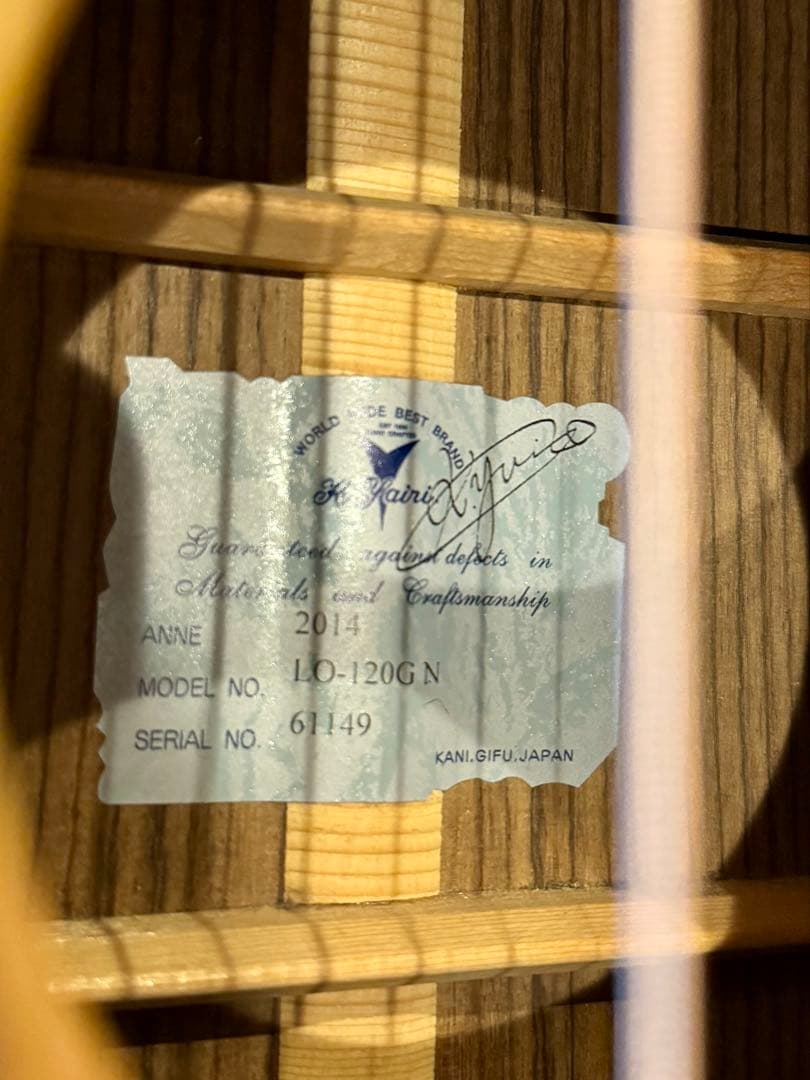 WORLD WIDE BEST BRAND
K. Yairi
K. Yairi
Guaranteed against defects in
Materials and Craftsmanship
ANNE 2014
MODEL NO. LO-120GN
SERIAL NO. 61149
KANI.GIFU.JAPAN